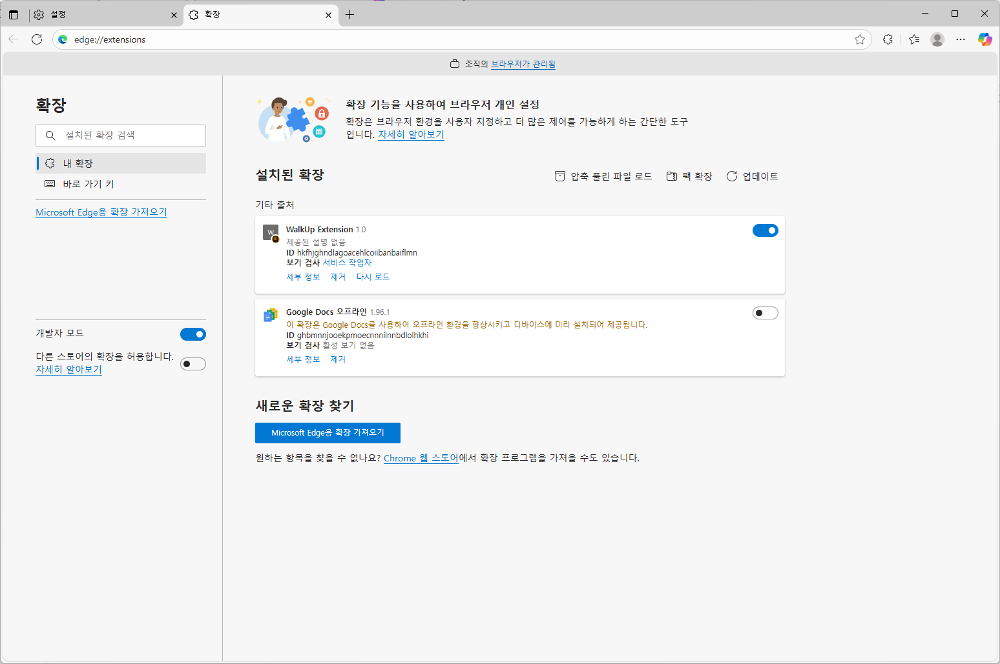 설정
확장
edge://extensions
조직의 브라우저가 관리됨
확장
설치된 확장 검색
내 확장
바로 가기 키
Microsoft Edge용 확장 가져오기
개발자 모드
다른 스토어의 확장을 허용합니다.
자세히 알아보기
확장 기능을 사용하여 브라우저 개인 설정
확장은 브라우저 환경을 사용자 지정하고 더 많은 제어를 가능하게 하는 간단한 도구
입니다. 자세히 알아보기
설치된 확장
압축 풀린 파일 로드
팩 확장
업데이트
기타 출처
W
WalkUp Extension 1.0
제공된 설명 없음
ID hkfhjghndlagoacehlcoiibanbaiflmn
보기 검사 서비스 작업자
세부 정보 제거 다시 로드
Google Docs 오프라인 1.96.1
이 확장은 Google Docs를 사용하여 오프라인 환경을 향상시키고 디바이스에 미리 설치되어 제공됩니다.
ID ghbmnnjooekpmoecnnnilnnbdlolhkhi
보기 검사 활성 보기 없음
세부 정보 제거
새로운 확장 찾기
Microsoft Edge용 확장 가져오기
원하는 항목을 찾을 수 없나요? Chrome 웹 스토어에서 확장 프로그램을 가져올 수도 있습니다.